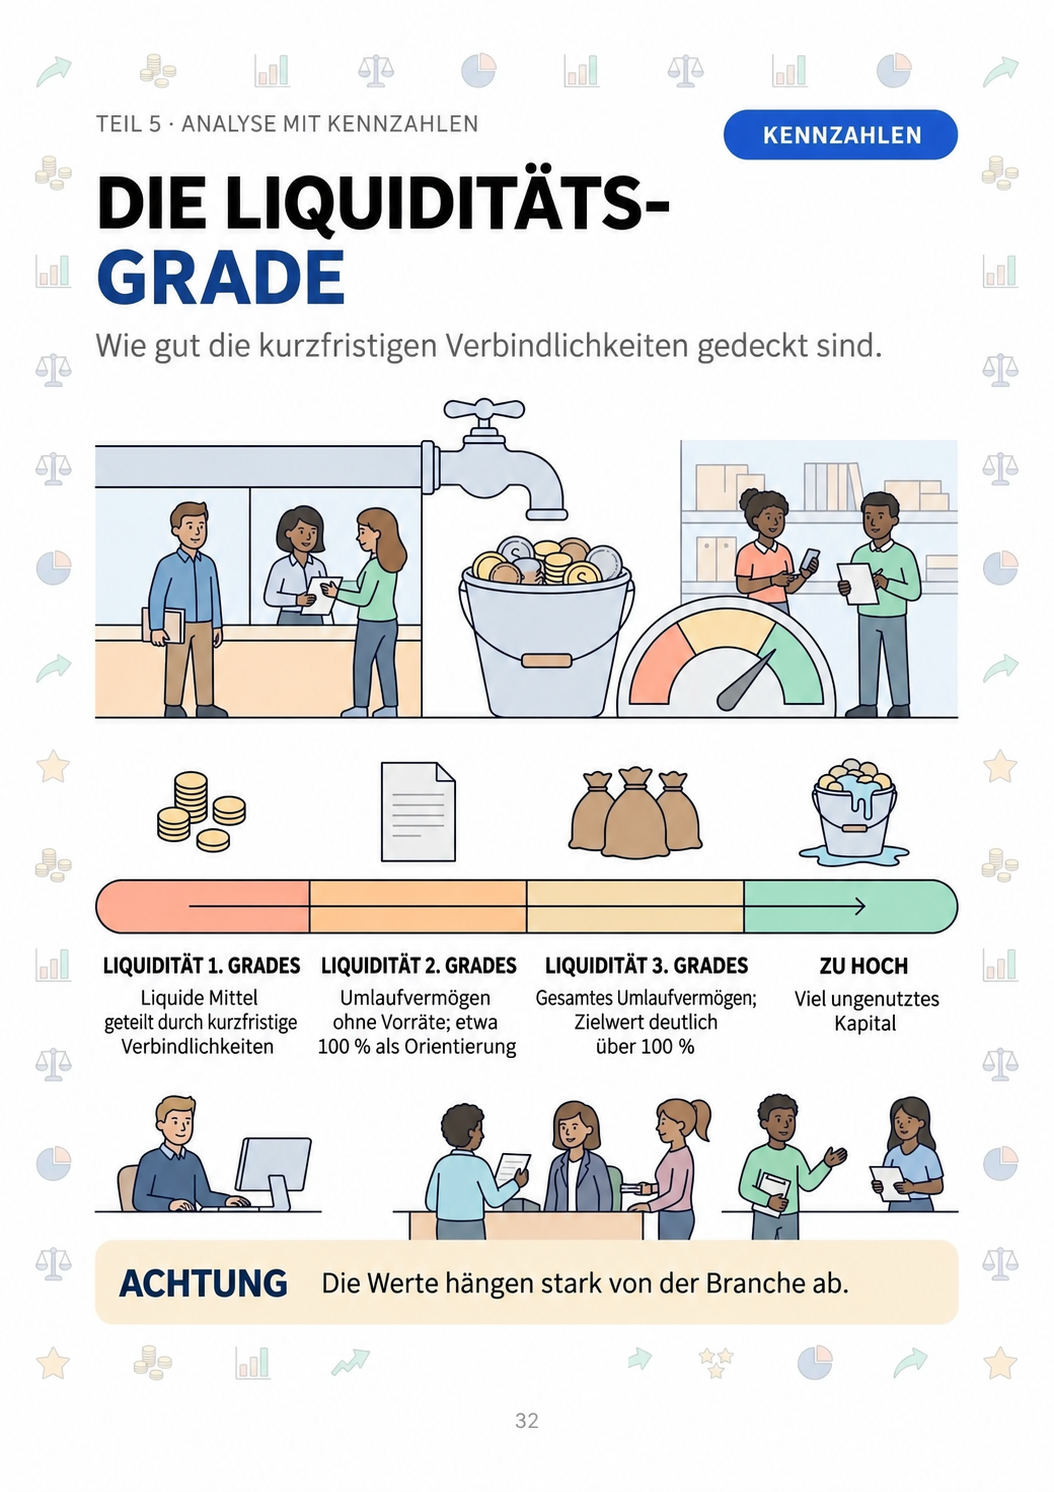 TEIL 5 · ANALYSE MIT KENNZAHLEN
KENNZAHLEN
DIE LIQUIDITÄTS-
GRADE
Wie gut die kurzfristigen Verbindlichkeiten gedeckt sind.
LIQUIDITÄT 1. GRADES
Liquide Mittel
geteilt durch kurzfristige
Verbindlichkeiten
LIQUIDITÄT 2. GRADES
Umlaufvermögen
ohne Vorräte; etwa
100 % als Orientierung
LIQUIDITÄT 3. GRADES
Gesamtes Umlaufvermögen;
Zielwert deutlich
über 100 %
ZU HOCH
Viel ungenutztes
Kapital
ACHTUNG
Die Werte hängen stark von der Branche ab.
32